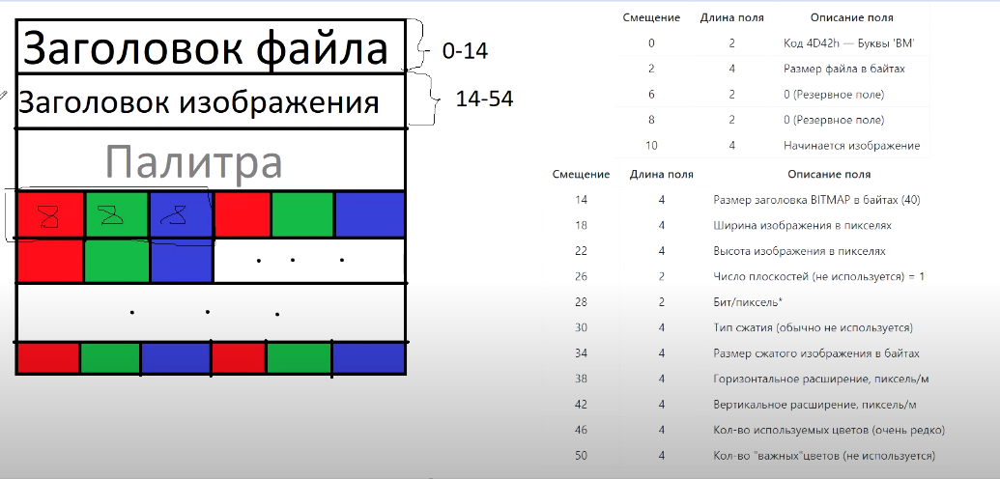 Заголовок файла
0-14
Заголовок изображения
14-54
Палитра
Смещение Длина поля Описание поля
0 2 Код 4D42h — Буквы 'BM'
2 4 Размер файла в байтах
6 2 0 (Резервное поле)
8 2 0 (Резервное поле)
10 4 Начинается изображение
Смещение Длина поля Описание поля
14 4 Размер заголовка BITMAP в байтах (40)
18 4 Ширина изображения в пикселях
22 4 Высота изображения в пикселях
26 2 Число плоскостей (не используется) = 1
28 2 Бит/пиксель*
30 4 Тип сжатия (обычно не используется)
34 4 Размер сжатого изображения в байтах
38 4 Горизонтальное расширение, пиксель/м
42 4 Вертикальное расширение, пиксель/м
46 4 Кол-во используемых цветов (очень редко)
50 4 Кол-во "важных"цветов (не используется)